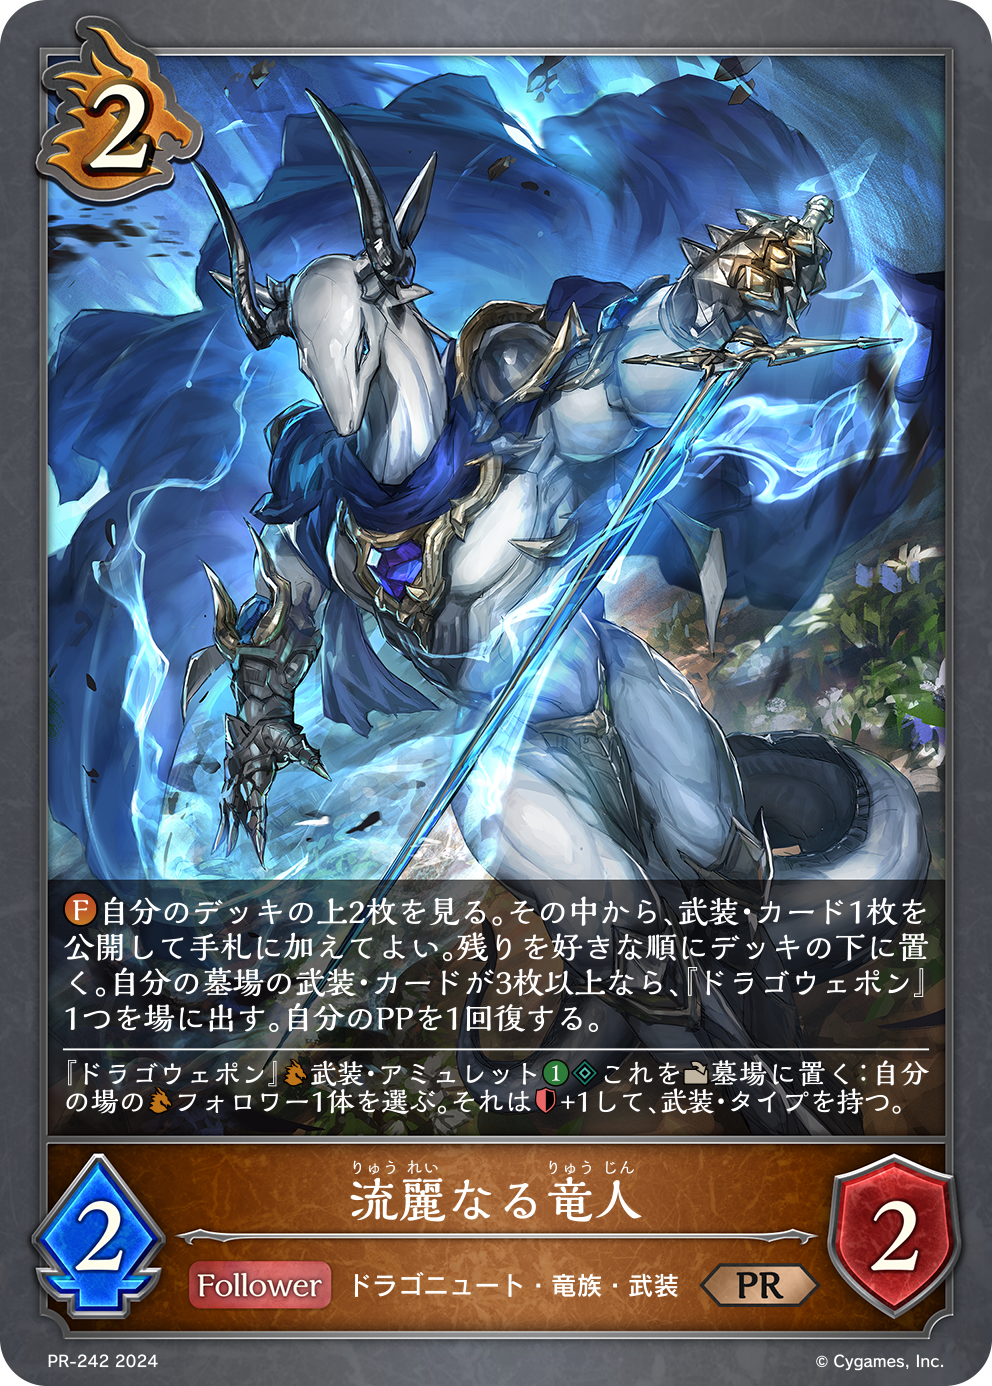 2
F 自分のデッキの上2枚を見る。その中から、武装・カード1枚を
公開して手札に加えてよい。残りを好きな順にデッキの下に置
く。自分の墓場の武装・カードが3枚以上なら、『ドラゴウェポン』
1つを場に出す。自分のPPを1回復する。
『ドラゴウェポン』武装・アミュレット 1 これを墓場に置く:自分
の場のフォロワー1体を選ぶ。それは+1して、武装・タイプを持つ。
りゅう れい りゅう じん
流麗なる竜人
2
2
Follower ドラゴニュート・竜族・武装 PR
PR-242 2024
© Cygames, Inc.